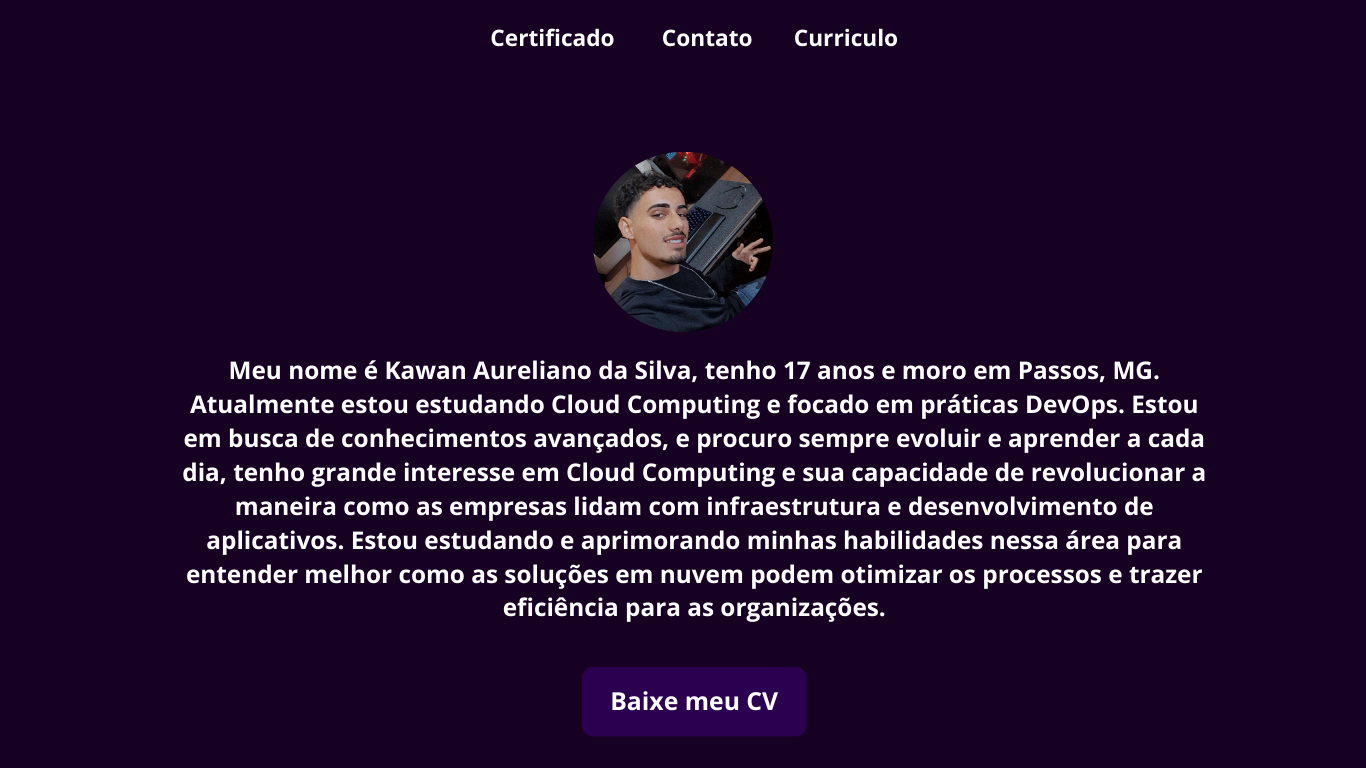 Certificado Contato Curriculo
Meu nome é Kawan Aureliano da Silva, tenho 17 anos e moro em Passos, MG.
Atualmente estou estudando Cloud Computing e focado em práticas DevOps. Estou
em busca de conhecimentos avançados, e procuro sempre evoluir e aprender a cada
dia, tenho grande interesse em Cloud Computing e sua capacidade de revolucionar a
maneira como as empresas lidam com infraestrutura e desenvolvimento de
aplicativos. Estou estudando e aprimorando minhas habilidades nessa área para
entender melhor como as soluções em nuvem podem otimizar os processos e trazer
eficiência para as organizações.
Baixe meu CV